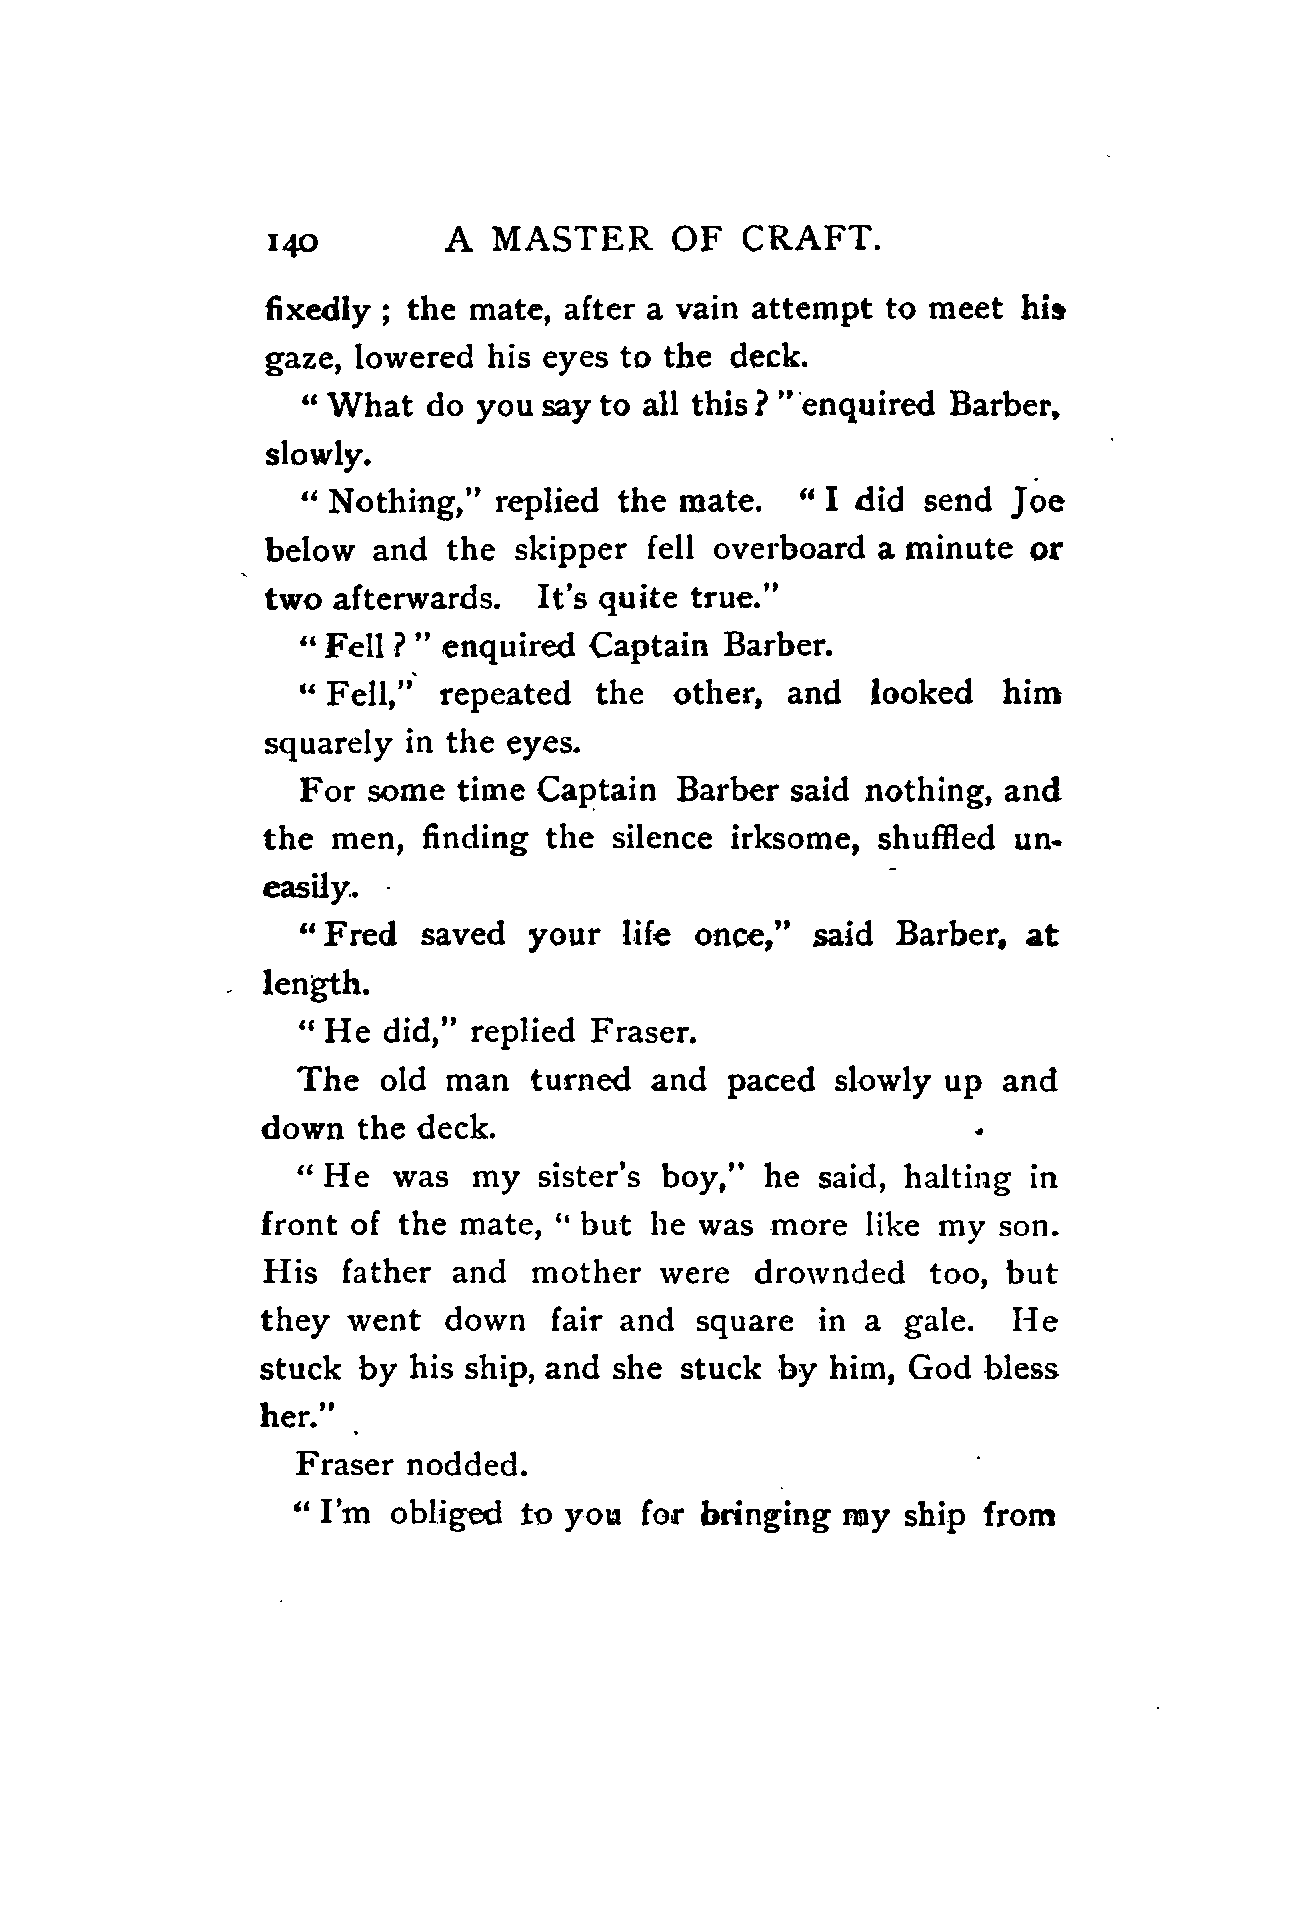 140 A MASTER OF CRAFT.
fixedly ; the mate, after a vain attempt to meet his
gaze, lowered his eyes to the deck.
" What do you say to all this ? " enquired Barber,
slowly.
" Nothing," replied the mate. " I did send Joe
below and the skipper fell overboard a minute or
two afterwards. It's quite true."
" Fell ? " enquired Captain Barber.
" Fell," repeated the other, and looked him
squarely in the eyes.
For some time Captain Barber said nothing, and
the men, finding the silence irksome, shuffled un-
easily.
" Fred saved your life once," said Barber, at
length.
" He did," replied Fraser.
The old man turned and paced slowly up and
down the deck.
" He was my sister's boy," he said, halting in
front of the mate, " but he was more like my son.
His father and mother were drownded too, but
they went down fair and square in a gale. He
stuck by his ship, and she stuck by him, God bless
her."
Fraser nodded.
" I'm obliged to you for bringing my ship from